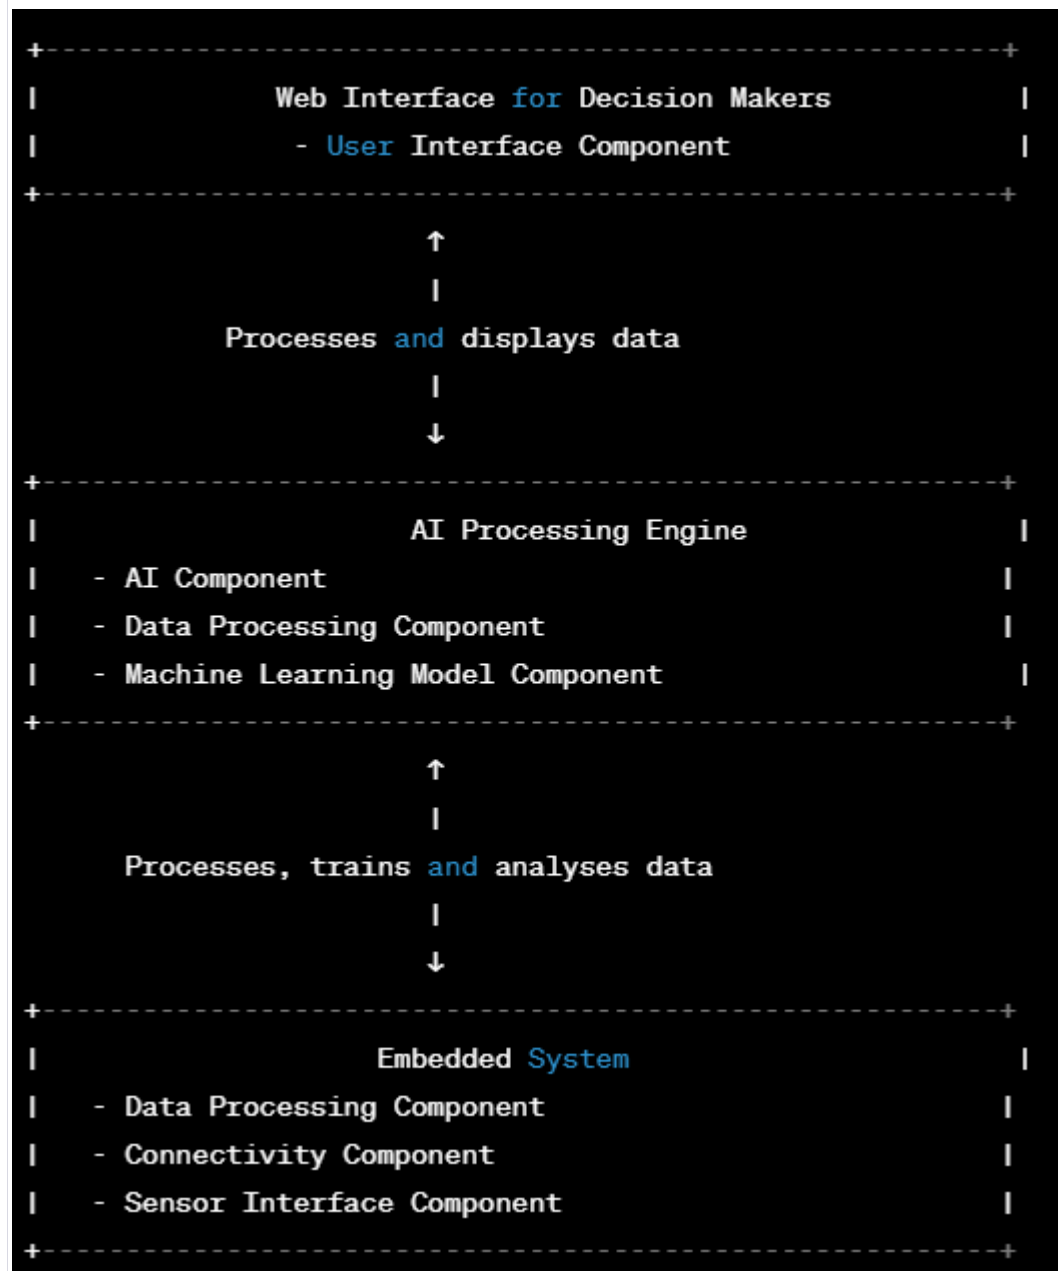 +---------------------------------------------------------+
| Web Interface for Decision Makers |
| - User Interface Component |
+---------------------------------------------------------+
↑
|
Processes and displays data
|
↓
+---------------------------------------------------------+
| AI Processing Engine |
| - AI Component |
| - Data Processing Component |
| - Machine Learning Model Component |
+---------------------------------------------------------+
↑
|
Processes, trains and analyses data
|
↓
+---------------------------------------------------------+
| Embedded System |
| - Data Processing Component |
| - Connectivity Component |
| - Sensor Interface Component |
+---------------------------------------------------------+